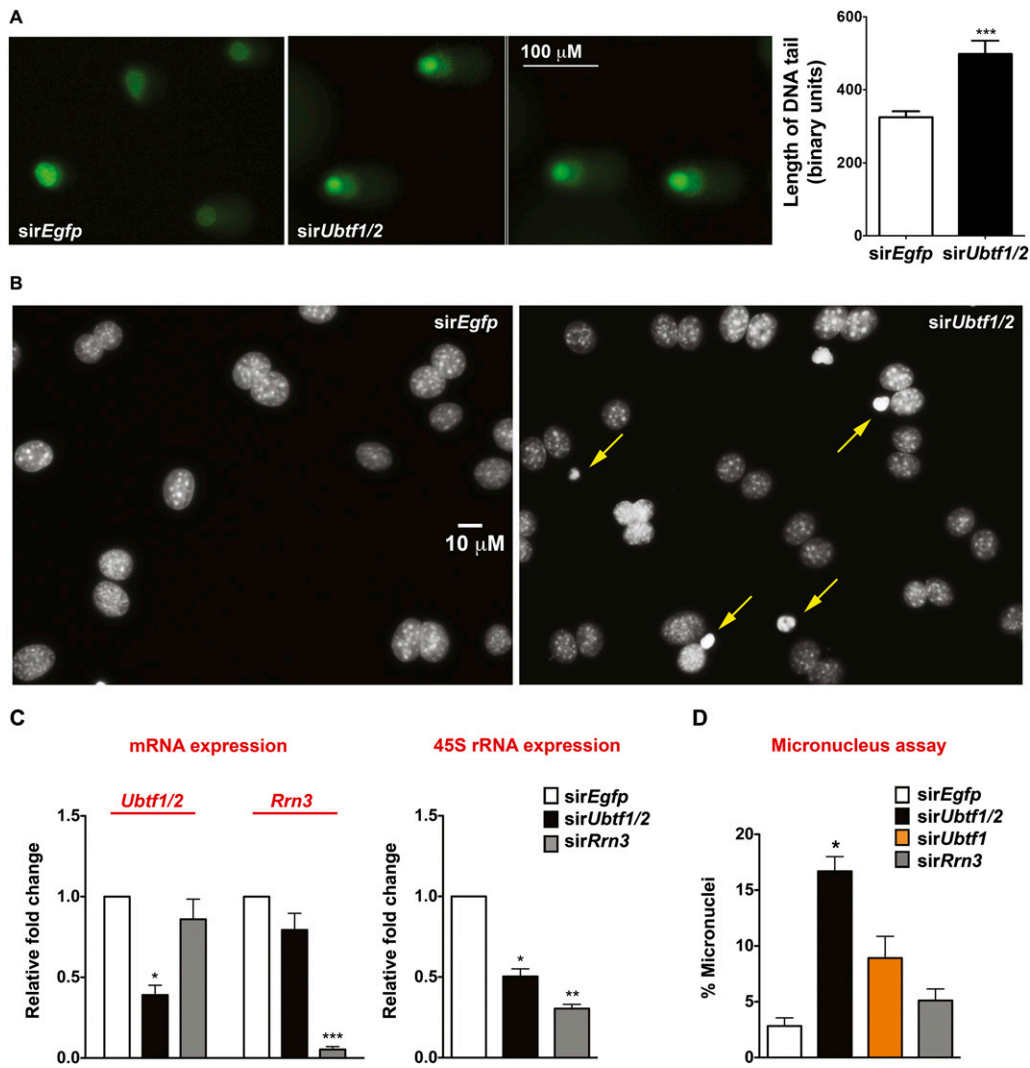 A
sirEgfp
sirUbtf1/2
100 μM
Length of DNA tail
(binary units)
600
400
200
0
***
sirEgfp sirUbtf1/2
B
sirEgfp
10 μM
sirUbtf1/2
C
mRNA expression
Ubtf1/2 Rrn3
Relative fold change
1.5
1.0
0.5
0.0
*
***
45S rRNA expression
sirEgfp
sirUbtf1/2
sirRrn3
Relative fold change
1.5
1.0
0.5
0.0
*
**
D
Micronucleus assay
sirEgfp
sirUbtf1/2
sirUbtf1
sirRrn3
% Micronuclei
20
15
10
5
0
*